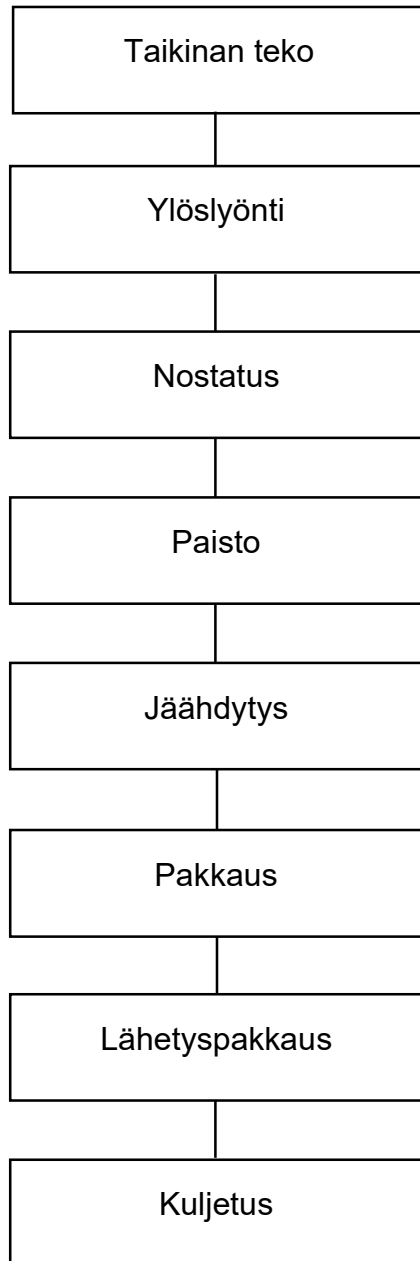 Taikinan teko
Ylöslyönti
Nostatus
Paisto
Jäähdytys
Pakkaus
Lähetyspakkaus
Kuljetus